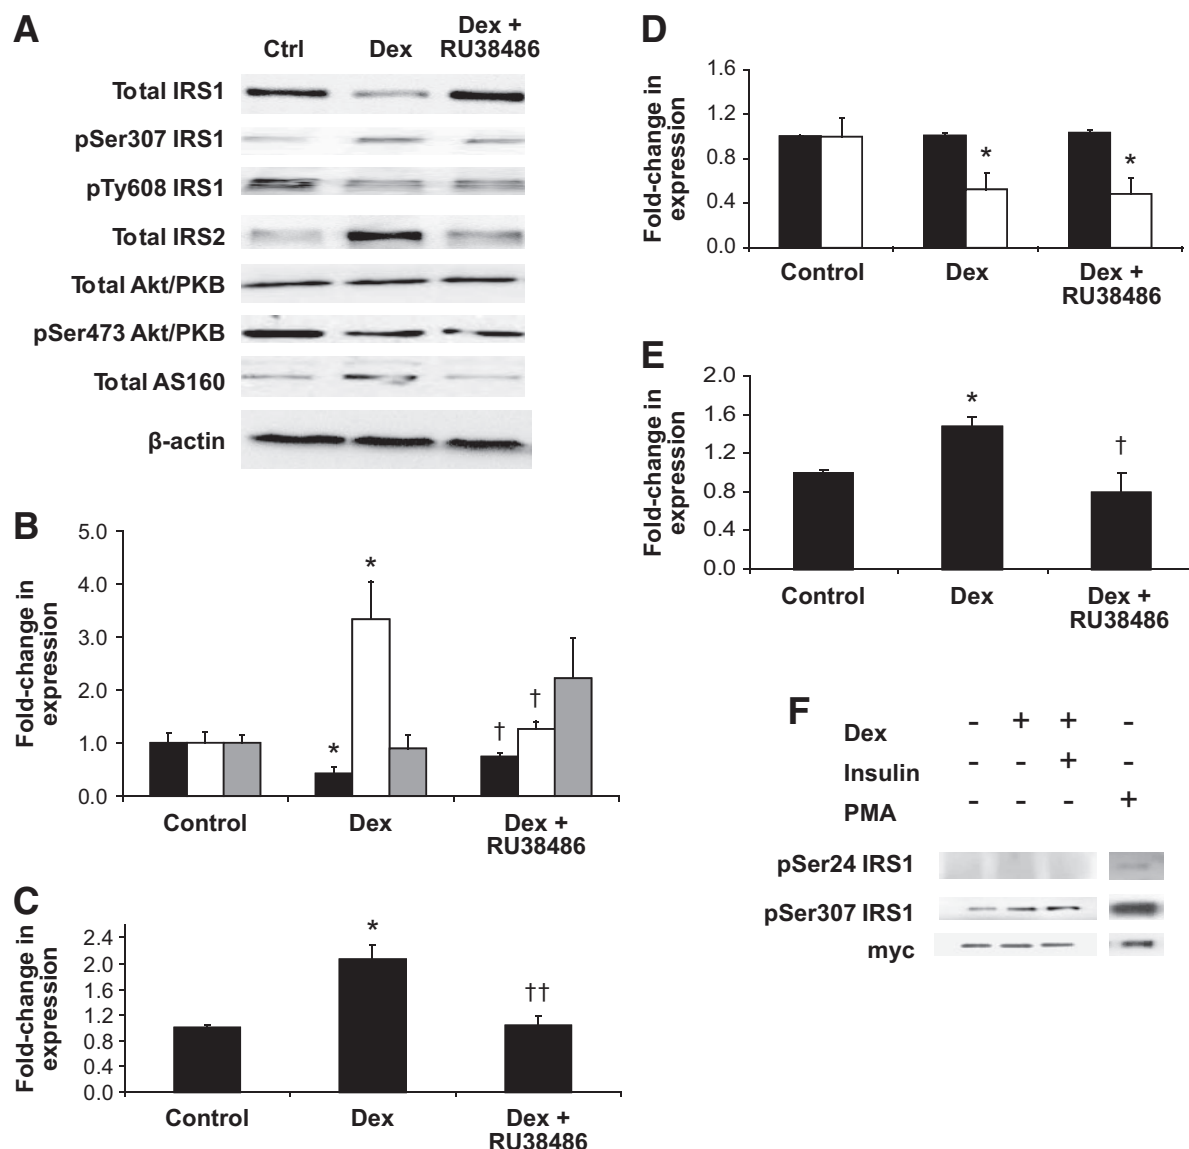 A
Ctrl Dex Dex +
RU38486
Total IRS1
pSer307 IRS1
pTy608 IRS1
Total IRS2
Total Akt/PKB
pSer473 Akt/PKB
Total AS160
β-actin
B
Fold-change in
expression
5.0
4.0
3.0
2.0
1.0
0.0
*
*
†
†
Control Dex Dex +
RU38486
C
Fold-change in
expression
2.4
2.0
1.6
1.2
0.8
0.4
0.0
*
††
Control Dex Dex +
RU38486
D
Fold-change in
expression
1.6
1.2
0.8
0.4
0.0
*
*
Control Dex Dex +
RU38486
E
Fold-change in
expression
2.0
1.6
1.2
0.8
0.4
0.0
*
†
Control Dex Dex +
RU38486
F
Dex - + + -
Insulin - - + -
PMA - - - +
pSer24 IRS1
pSer307 IRS1
myc